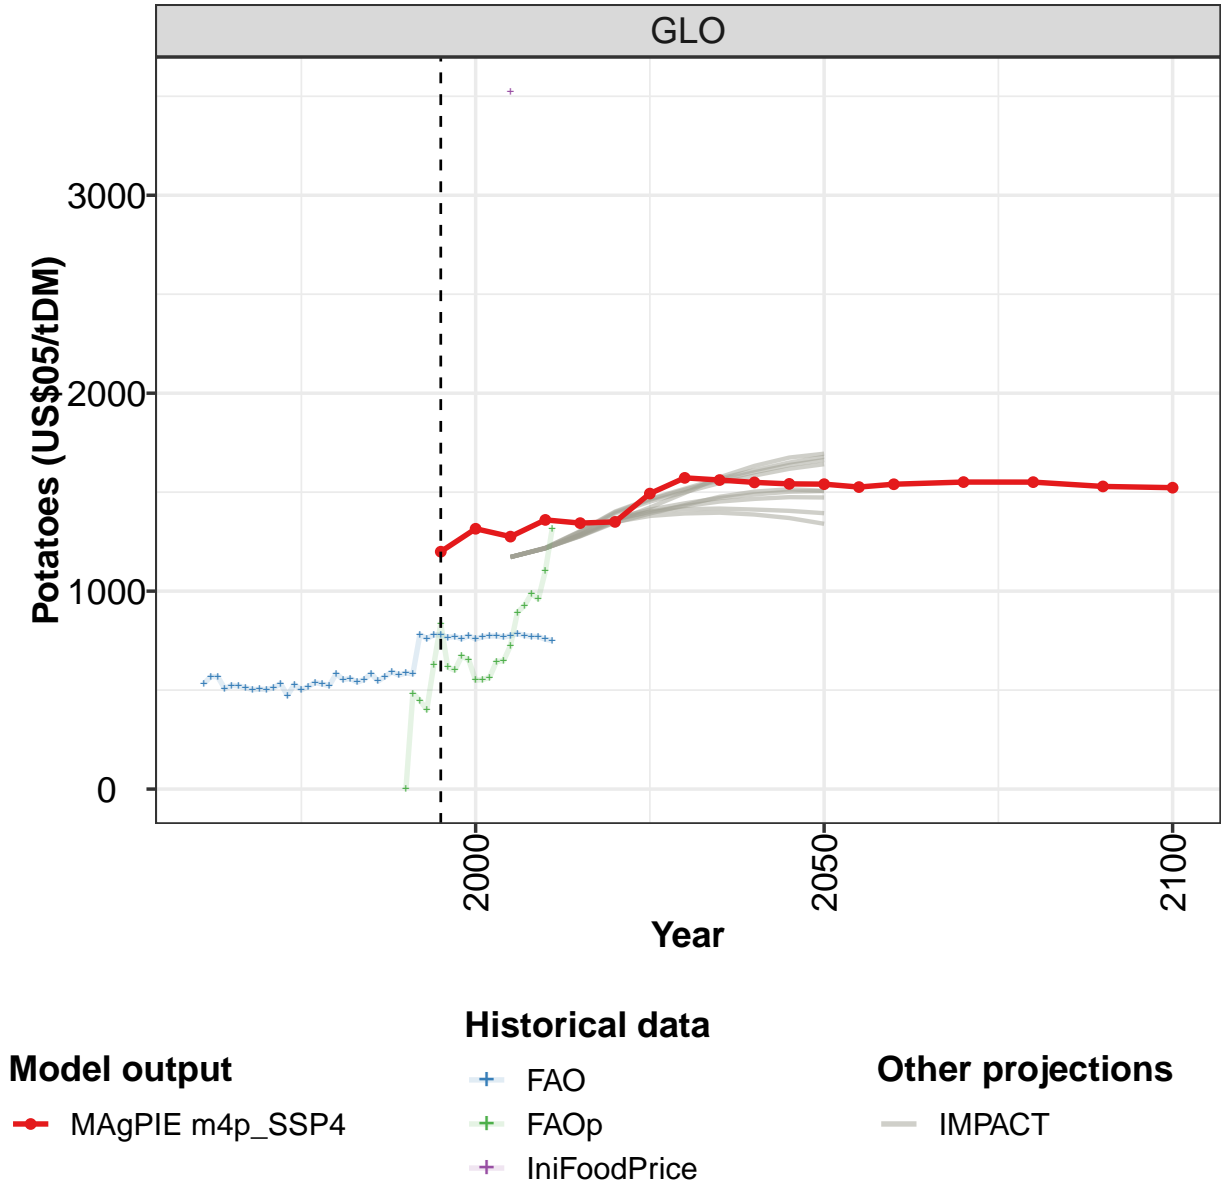 GLO
Potatoes (US$05/tDM)
3000
2000
1000
0
2000
2050
2100
Year
Model output
MAgPIE m4p_SSP4
Historical data
FAO
FAOp
IniFoodPrice
Other projections
IMPACT